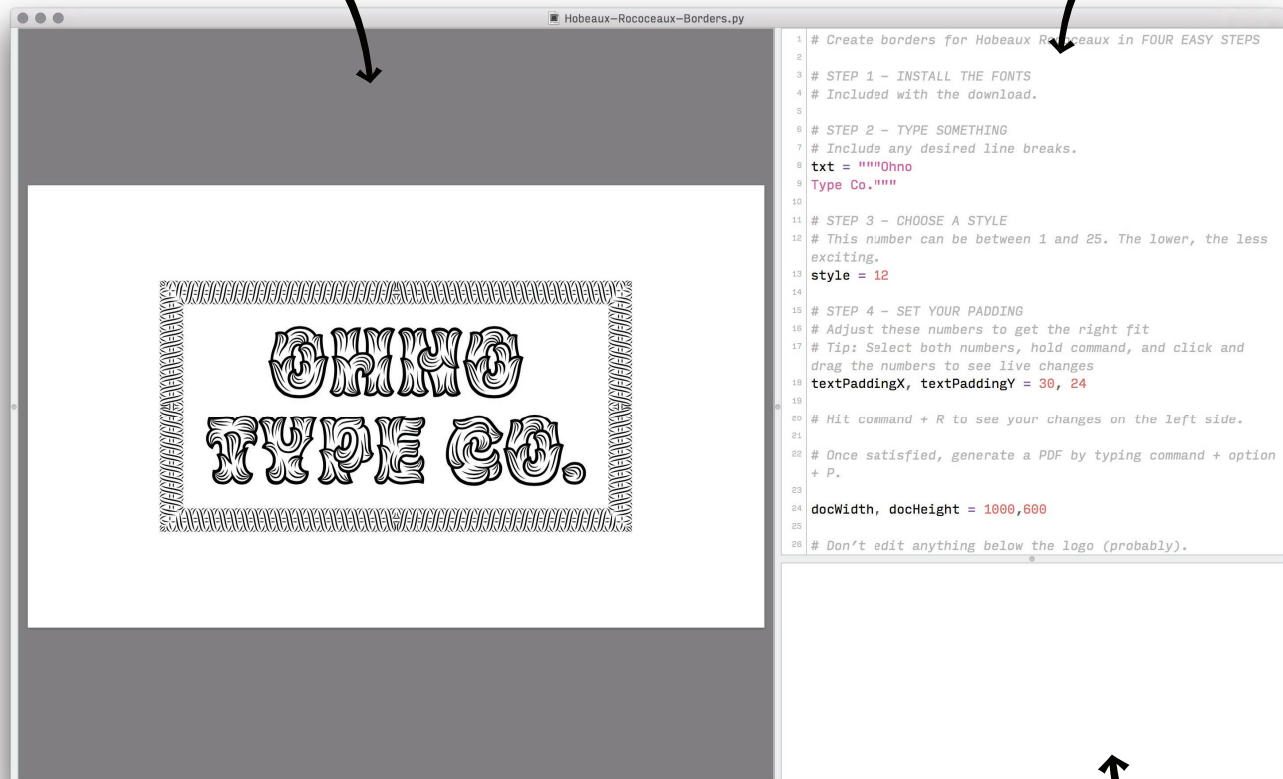 Hobeaux-Rococeaux-Borders.py
OHNO
TYPE CO.
1 # Create borders for Hobeaux Rococeaux in FOUR EASY STEPS
2
3 # STEP 1 – INSTALL THE FONTS
4 # Included with the download.
5
6 # STEP 2 – TYPE SOMETHING
7 # Include any desired line breaks.
8 txt = """Ohno
9 Type Co."""
10
11 # STEP 3 – CHOOSE A STYLE
12 # This number can be between 1 and 25. The lower, the less
exciting.
13 style = 12
14
15 # STEP 4 – SET YOUR PADDING
16 # Adjust these numbers to get the right fit
17 # Tip: Select both numbers, hold command, and click and
drag the numbers to see live changes
18 textPaddingX, textPaddingY = 30, 24
19
20 # Hit command + R to see your changes on the left side.
21
22 # Once satisfied, generate a PDF by typing command + option
+ P.
23
24 docWidth, docHeight = 1000,600
25
26 # Don't edit anything below the logo (probably).